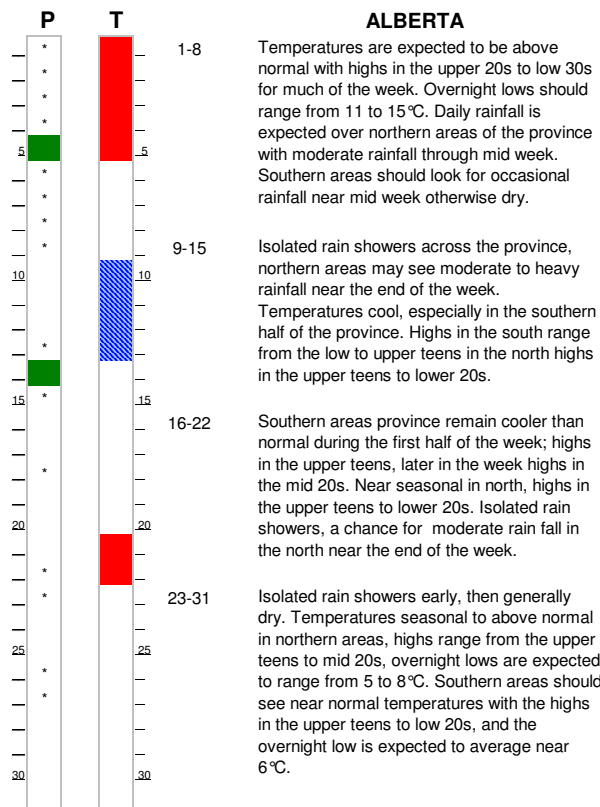 P T ALBERTA
1-8 Temperatures are expected to be above
* normal with highs in the upper 20s to low 30s
* for much of the week. Overnight lows should
* range from 11 to 15°C. Daily rainfall is
* expected over northern areas of the province
5 5 with moderate rainfall through mid week.
* Southern areas should look for occasional
* rainfall near mid week otherwise dry.
*
* 9-15 Isolated rain showers across the province,
10 10 northern areas may see moderate to heavy
rainfall near the end of the week.
Temperatures cool, especially in the southern
* half of the province. Highs in the south range
from the low to upper teens in the north highs
in the upper teens to lower 20s.
15 * 15
16-22 Southern areas province remain cooler than
normal during the first half of the week; highs
* in the upper teens, later in the week highs in
the mid 20s. Near seasonal in north, highs in
the upper teens to lower 20s. Isolated rain
20 20 showers, a chance for moderate rain fall in
the north near the end of the week.
*
* 23-31 Isolated rain showers early, then generally
dry. Temperatures seasonal to above normal
in northern areas, highs range from the upper
25 25 teens to mid 20s, overnight lows are expected
* to range from 5 to 8°C. Southern areas should
* see near normal temperatures with the highs
in the upper teens to low 20s, and the
overnight low is expected to average near
30 30 6°C.